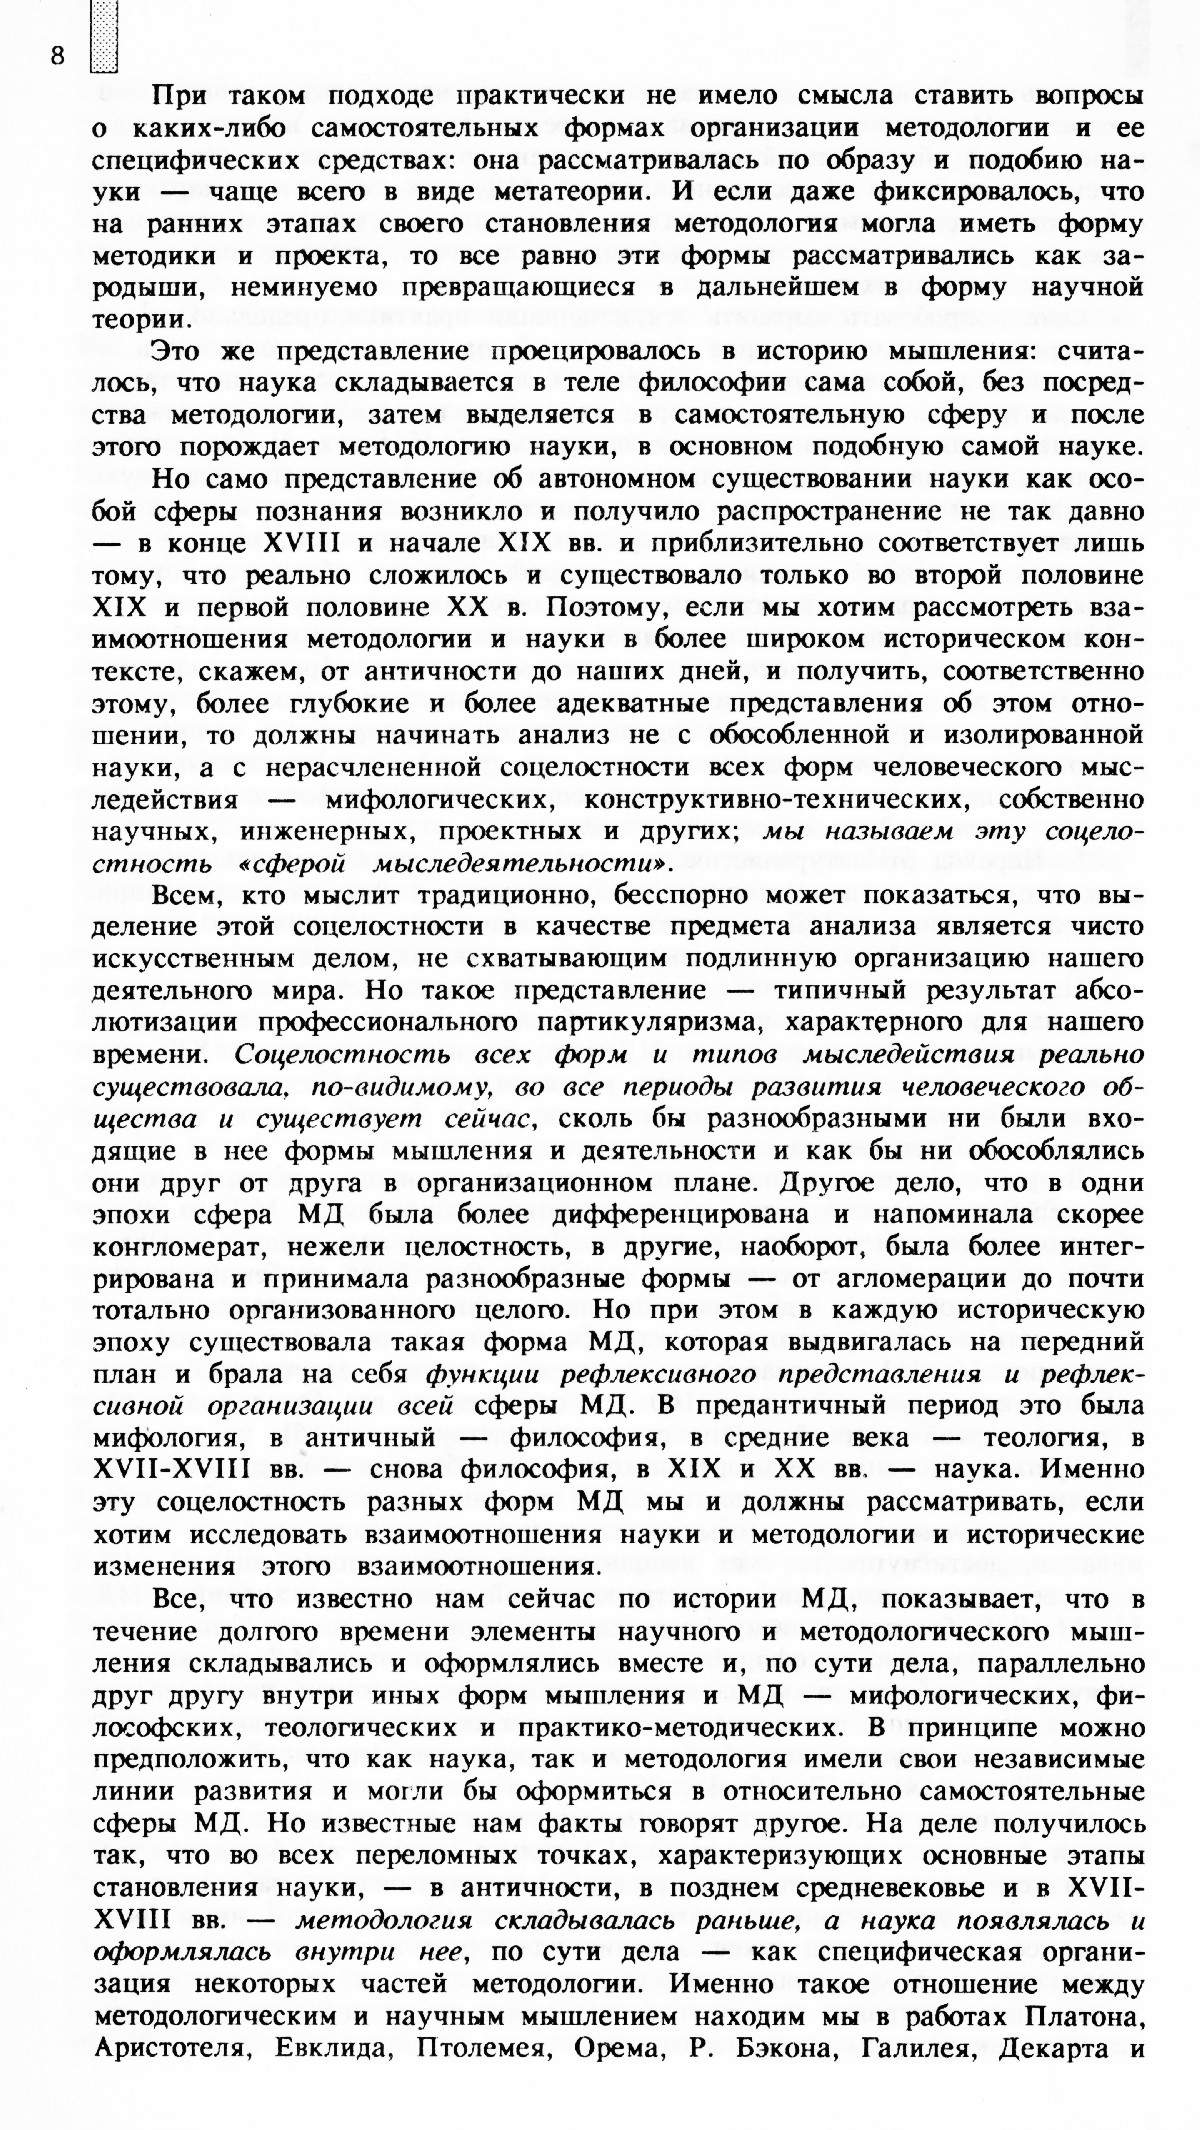 8
При таком подходе практически не имело смысла ставить вопросы
о каких-либо самостоятельных формах организации методологии и ее
специфических средствах: она рассматривалась по образу и подобию на-
уки — чаще всего в виде метатеории. И если даже фиксировалось, что
на ранних этапах своего становления методология могла иметь форму
методики и проекта, то все равно эти формы рассматривались как за-
родыши, неминуемо превращающиеся в дальнейшем в форму научной
теории.
Это же представление проецировалось в историю мышления: счита-
лось, что наука складывается в теле философии сама собой, без посред-
ства методологии, затем выделяется в самостоятельную сферу и после
этого порождает методологию науки, в основном подобную самой науке.
Но само представление об автономном существовании науки как осо-
бой сферы познания возникло и получило распространение не так давно
— в конце XVIII и начале XIX вв. и приблизительно соответствует лишь
тому, что реально сложилось и существовало только во второй половине
XIX и первой половине XX в. Поэтому, если мы хотим рассмотреть вза-
имоотношения методологии и науки в более широком историческом кон-
тексте, скажем, от античности до наших дней, и получить, соответственно
этому, более глубокие и более адекватные представления об этом отно-
шении, то должны начинать анализ не с обособленной и изолированной
науки, а с нерасчлененной соцелостности всех форм человеческого мыс-
ледействия — мифологических, конструктивно-технических, собственно
научных, инженерных, проектных и других; мы называем эту соцело-
стность «сферой мыследеятельности».
Всем, кто мыслит традиционно, бесспорно может показаться, что вы-
деление этой соцелостности в качестве предмета анализа является чисто
искусственным делом, не схватывающим подлинную организацию нашего
деятельного мира. Но такое представление — типичный результат абсо-
лютизации профессионального партикуляризма, характерного для нашего
времени. Соцелостность всех форм и типов мыследействия реально
существовала, по-видимому, во все периоды развития человеческого об-
щества и существует сейчас, сколь бы разнообразными ни были вхо-
дящие в нее формы мышления и деятельности и как бы ни обособлялись
они друг от друга в организационном плане. Другое дело, что в одни
эпохи сфера МД была более дифференцирована и напоминала скорее
конгломерат, нежели целостность, в другие, наоборот, была более интег-
рирована и принимала разнообразные формы — от агломерации до почти
тотально организованного целого. Но при этом в каждую историческую
эпоху существовала такая форма МД, которая выдвигалась на передний
план и брала на себя функции рефлексивного представления и рефлек-
сивной организации всей сферы МД. В предантичный период это была
мифология, в античный — философия, в средние века — теология, в
XVII-XVIII вв. — снова философия, в XIX и XX вв. — наука. Именно
эту соцелостность разных форм МД мы и должны рассматривать, если
хотим исследовать взаимоотношения науки и методологии и исторические
изменения этого взаимоотношения.
Все, что известно нам сейчас по истории МД, показывает, что в
течение долгого времени элементы научного и методологического мыш-
ления складывались и оформлялись вместе и, по сути дела, параллельно
друг другу внутри иных форм мышления и МД — мифологических, фи-
лософских, теологических и практико-методических. В принципе можно
предположить, что как наука, так и методология имели свои независимые
линии развития и могли бы оформиться в относительно самостоятельные
сферы МД. Но известные нам факты говорят другое. На деле получилось
так, что во всех переломных точках, характеризующих основные этапы
становления науки, — в античности, в позднем средневековье и в XVII-
XVIII вв. — методология складывалась раньше, а наука появлялась и
оформлялась внутри нее, по сути дела — как специфическая органи-
зация некоторых частей методологии. Именно такое отношение между
методологическим и научным мышлением находим мы в работах Платона,
Аристотеля, Евклида, Птолемея, Орема, Р. Бэкона, Галилея, Декарта и